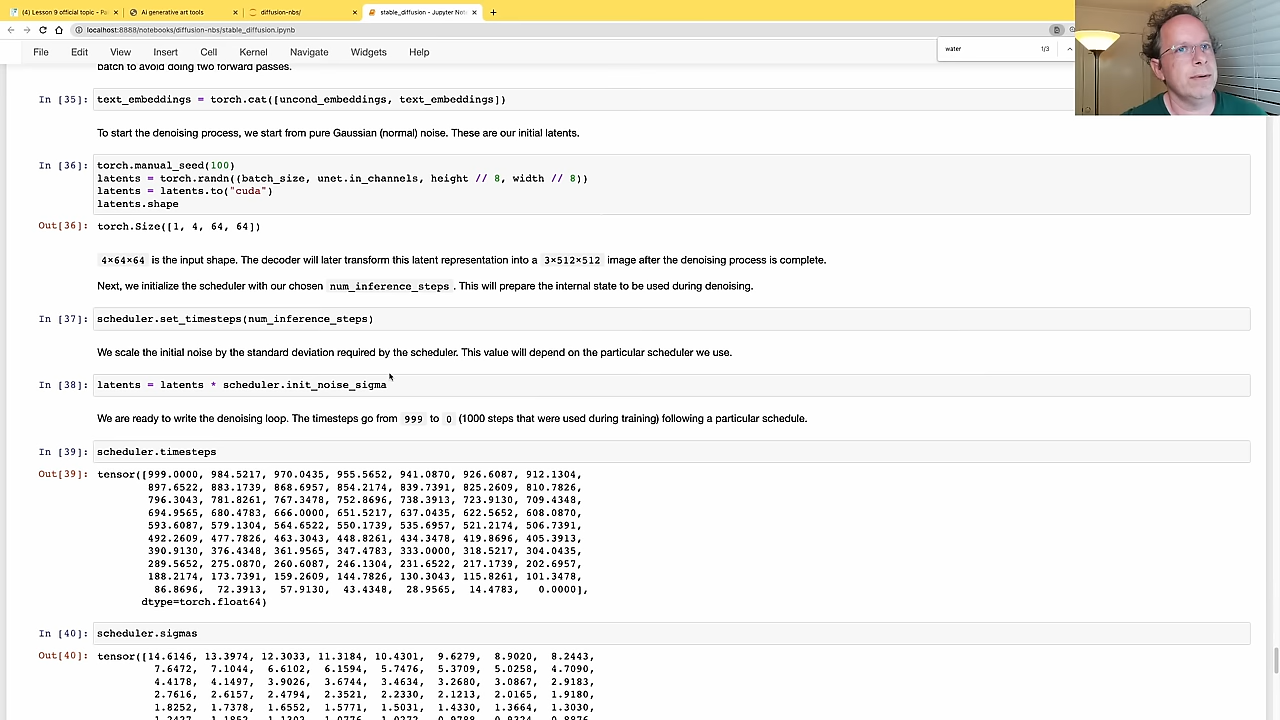 (4) Lesson 9 official topic - Pa
AI generative art tools
diffusion-nbs/
stable_diffusion - Jupyter Not
localhost:8888/notebooks/diffusion-nbs/stable_diffusion.ipynb
File Edit View Insert Cell Kernel Navigate Widgets Help
water 1/3
batch to avoid doing two forward passes.
In [35]: text_embeddings = torch.cat([uncond_embeddings, text_embeddings])
To start the denoising process, we start from pure Gaussian (normal) noise. These are our initial latents.
In [36]: torch.manual_seed(100)
latents = torch.randn((batch_size, unet.in_channels, height // 8, width // 8))
latents = latents.to("cuda")
latents.shape
Out[36]: torch.Size([1, 4, 64, 64])
4×64×64 is the input shape. The decoder will later transform this latent representation into a 3×512×512 image after the denoising process is complete.
Next, we initialize the scheduler with our chosen num_inference_steps. This will prepare the internal state to be used during denoising.
In [37]: scheduler.set_timesteps(num_inference_steps)
We scale the initial noise by the standard deviation required by the scheduler. This value will depend on the particular scheduler we use.
In [38]: latents = latents * scheduler.init_noise_sigma
We are ready to write the denoising loop. The timesteps go from 999 to 0 (1000 steps that were used during training) following a particular schedule.
In [39]: scheduler.timesteps
Out[39]: tensor([999.0000, 984.5217, 970.0435, 955.5652, 941.0870, 926.6087, 912.1304,
897.6522, 883.1739, 868.6957, 854.2174, 839.7391, 825.2609, 810.7826,
796.3043, 781.8261, 767.3478, 752.8696, 738.3913, 723.9130, 709.4348,
694.9565, 680.4783, 666.0000, 651.5217, 637.0435, 622.5652, 608.0870,
593.6087, 579.1304, 564.6522, 550.1739, 535.6957, 521.2174, 506.7391,
492.2609, 477.7826, 463.3043, 448.8261, 434.3478, 419.8696, 405.3913,
390.9130, 376.4348, 361.9565, 347.4783, 333.0000, 318.5217, 304.0435,
289.5652, 275.0870, 260.6087, 246.1304, 231.6522, 217.1739, 202.6957,
188.2174, 173.7391, 159.2609, 144.7826, 130.3043, 115.8261, 101.3478,
86.8696, 72.3913, 57.9130, 43.4348, 28.9565, 14.4783, 0.0000],
dtype=torch.float64)
In [40]: scheduler.sigmas
Out[40]: tensor([14.6146, 13.3974, 12.3033, 11.3184, 10.4301, 9.6279, 8.9020, 8.2443,
7.6472, 7.1044, 6.6102, 6.1594, 5.7476, 5.3709, 5.0258, 4.7090,
4.4178, 4.1497, 3.9026, 3.6744, 3.4634, 3.2680, 3.0867, 2.9183,
2.7616, 2.6157, 2.4794, 2.3521, 2.2330, 2.1213, 2.0165, 1.9180,
1.8252, 1.7378, 1.6552, 1.5771, 1.5031, 1.4330, 1.3664, 1.3030,